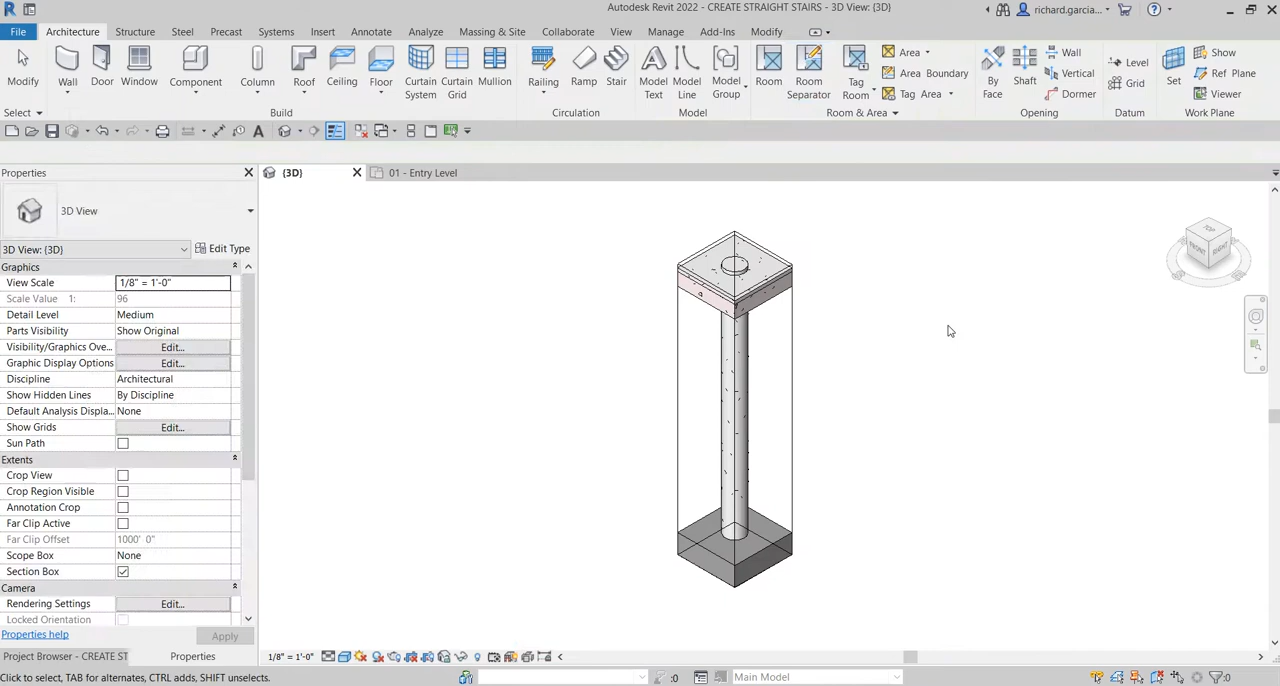 Autodesk Revit 2022 - CREATE STRAIGHT STAIRS - 3D View: {3D}
richard.garcia...
File Architecture Structure Steel Precast Systems Insert Annotate Analyze Massing & Site Collaborate View Manage Add-Ins Modify
Modify Wall Door Window Component Column Roof Ceiling Floor Curtain System Curtain Grid Mullion Railing Ramp Stair Model Text Model Line Model Group Room Room Separator Tag Room Area Area Boundary Tag Area By Face Shaft Wall Vertical Dormer Level Grid Set Show Ref Plane Viewer
Select Build Circulation Model Room & Area Opening Datum Work Plane
Properties
{3D}
01 - Entry Level
3D View
3D View: {3D}
Edit Type
Graphics
View Scale 1/8" = 1'-0"
Scale Value 1: 96
Detail Level Medium
Parts Visibility Show Original
Visibility/Graphics Ove... Edit...
Graphic Display Options Edit...
Discipline Architectural
Show Hidden Lines By Discipline
Default Analysis Displa... None
Show Grids Edit...
Sun Path
Extents
Crop View
Crop Region Visible
Annotation Crop
Far Clip Active
Far Clip Offset 1000' 0"
Scope Box None
Section Box
Camera
Rendering Settings Edit...
Locked Orientation
Properties help
Apply
TOP
FRONT
RIGHT
Project Browser - CREATE ST Properties
1/8" = 1'-0"
Click to select, TAB for alternates, CTRL adds, SHIFT unselects.
:0
Main Model
:0